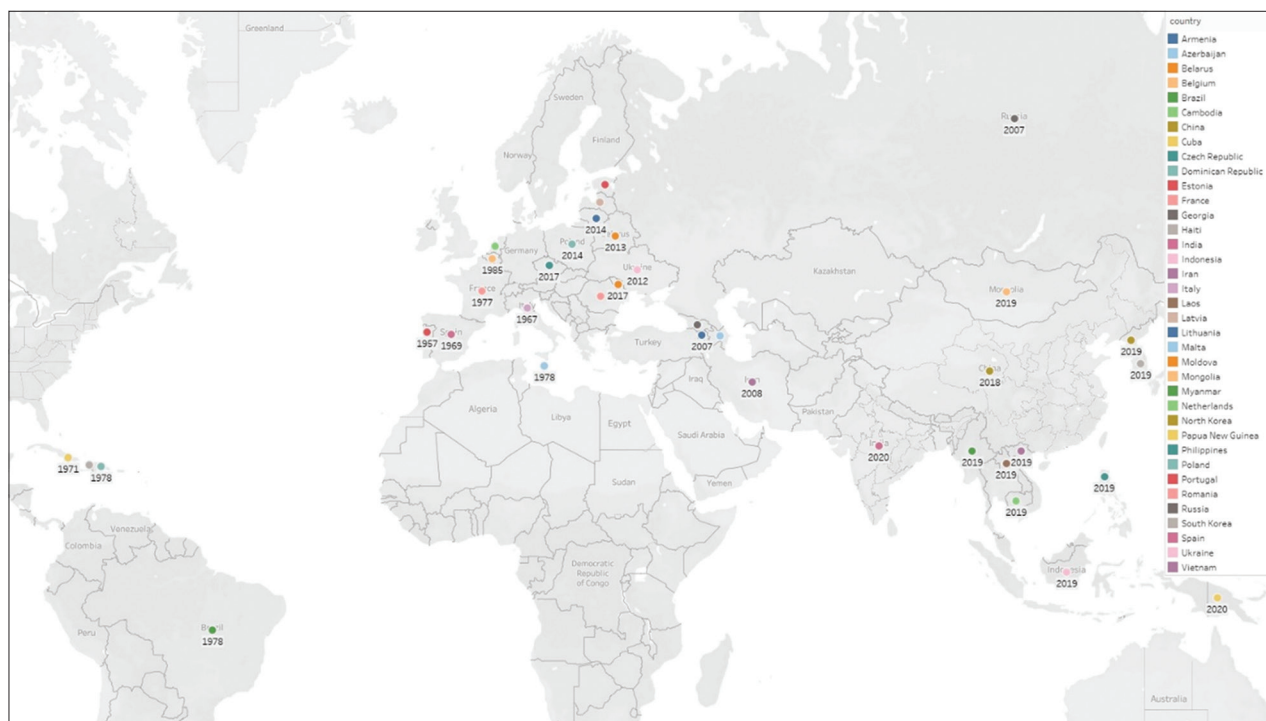 Greenland
Sweden
Finland
Norway
Russia
2007
2014
Poland
2014
2013
Germany
1985
2017
Ukraine
2012
France
1977
2017
1967
Kazakhstan
Mongolia
2019
1957
Spain
1969
2007
Turkey
2019
2019
1978
Iraq
Iran
2008
China
2018
Algeria
Libya
Egypt
Pakistan
Saudi Arabia
India
2020
2019
2019
2019
1971
1978
Sudan
Yemen
2019
2019
Venezuela
Colombia
Democratic
Republic
of Congo
Indonesia
2019
2020
Peru
Brazil
1978
Australia
country
Armenia
Azerbaijan
Belarus
Belgium
Brazil
Cambodia
China
Cuba
Czech Republic
Dominican Republic
Estonia
France
Georgia
Haiti
India
Indonesia
Iran
Italy
Laos
Latvia
Lithuania
Malta
Moldova
Mongolia
Myanmar
Netherlands
North Korea
Papua New Guinea
Philippines
Poland
Portugal
Romania
Russia
South Korea
Spain
Ukraine
Vietnam